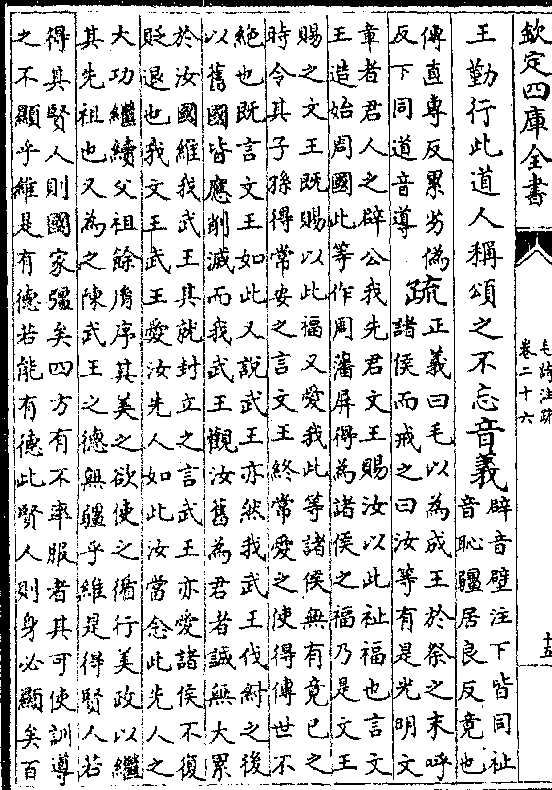 欽定四庫全書
毛詩注疏
卷二十六
十五
王勤行此道人稱頌之不忘音義
辟音璧注下皆同祉
音恥疆居良反竟也
傳直專反累劣偽
反下同道音導
疏
正義曰毛以為成王於祭之末呼
諸侯而戒之曰汝等有是光明文
章者君人之辟公我先君文王賜汝以此祉福也言文
王造始周國此等作周藩屏得為諸侯之福乃是文王
賜之文王既賜以此福又愛我此等諸侯無有竟已之
時令其子孫得常安之言文王終常愛之使得傳世不
絶也既言文王如此又説武王亦然我武王伐紂之後
以舊國皆應削滅而我武王觀汝舊為君者誠無大累
於汝國維我武王其就封立之言武王亦愛諸侯不復
貶退也我文王武王愛汝先人如此汝當念此先人之
大功繼續父祖餘胤序其美之欲使之循行美政以繼
其先祖也又為之陳武王之德無疆乎維是得賢人若
得其賢人則國家彊矣四方有不率服者其可使訓導
之不顯乎維是有德若能有德此賢人則身必顯矣百